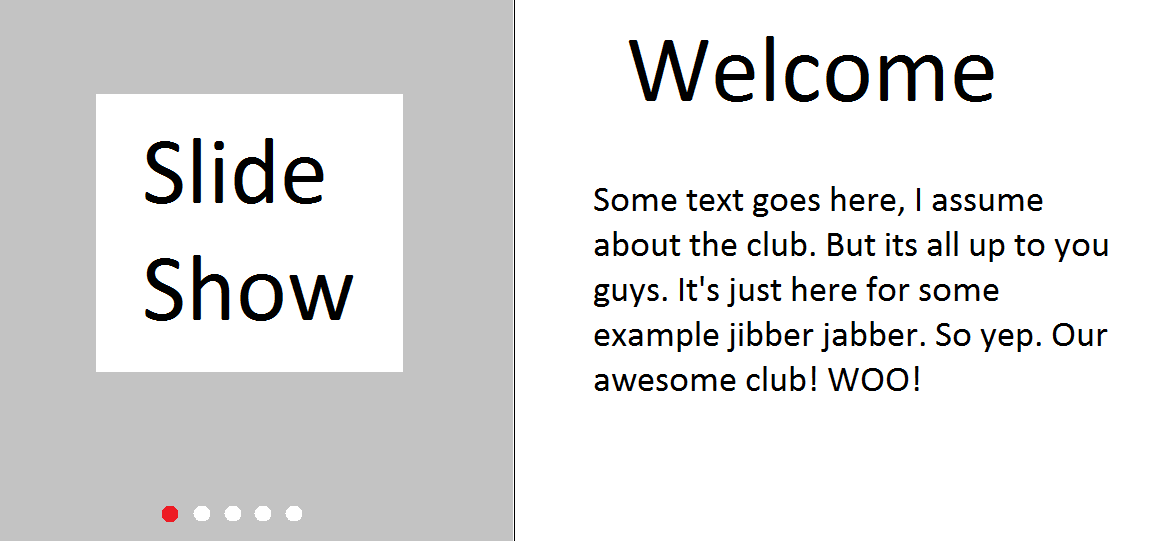 Slide
Show
Welcome
Some text goes here, I assume
about the club. But its all up to you
guys. It's just here for some
example jibber jabber. So yep. Our
awesome club! WOO!